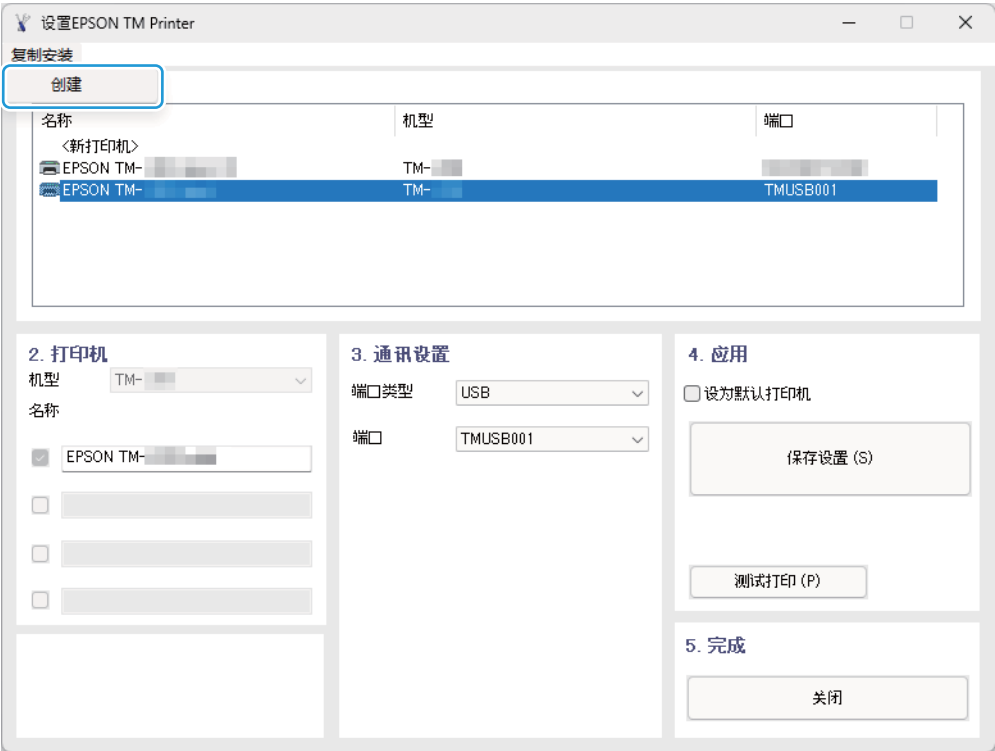 设置EPSON TM Printer
复制安装
创建
名称 机型 端口
<新打印机>
EPSON TM- TM-
EPSON TM- TM- TMUSB001
2. 打印机
机型 TM-
名称
EPSON TM-
3. 通讯设置
端口类型 USB
端口 TMUSB001
4. 应用
设为默认打印机
保存设置 (S)
测试打印 (P)
5. 完成
关闭